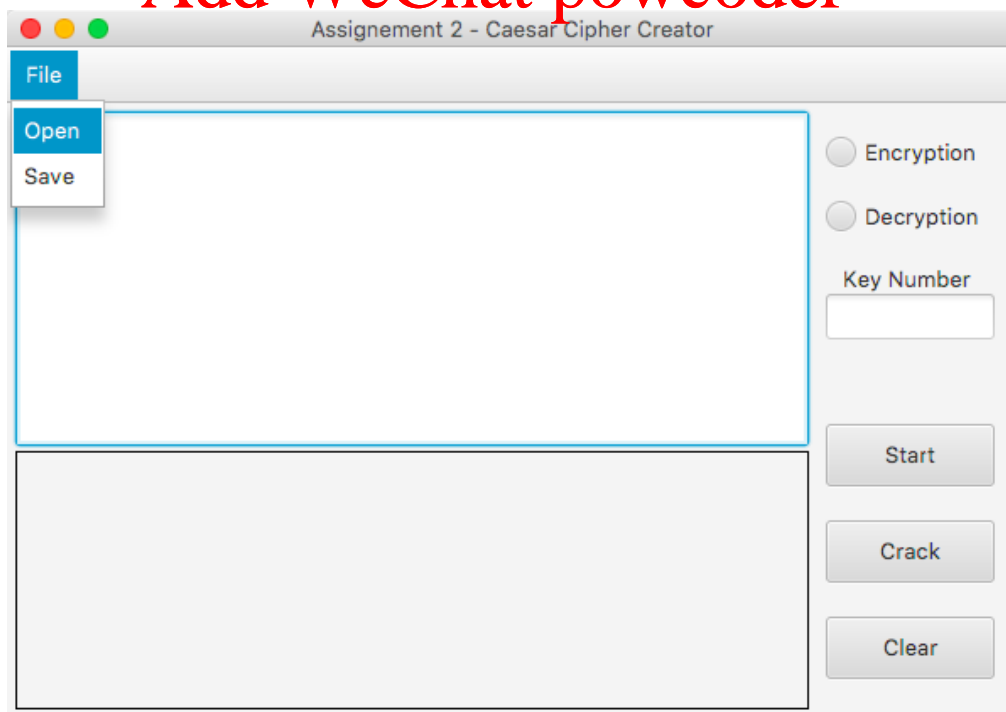 Add WeChat powcoder
Assignement 2 - Caesar Cipher Creator
File
Open
Save
Encryption
Decryption
Key Number
Start
Crack
Clear